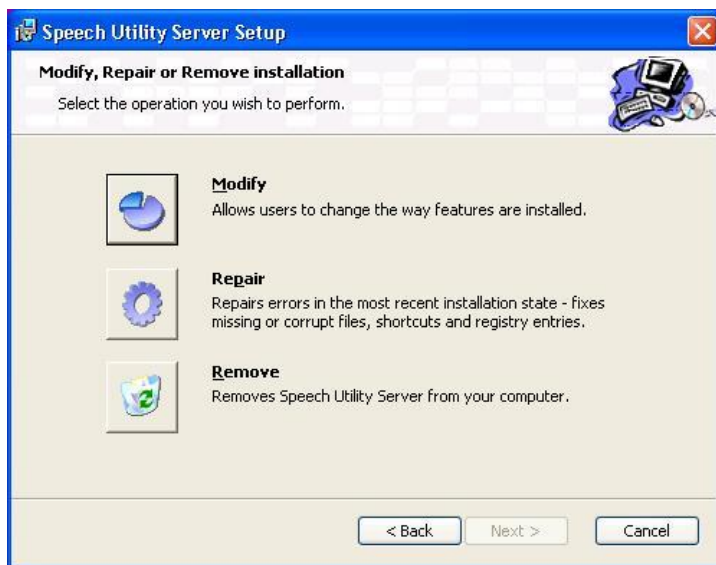 Speech Utility Server Setup
Modify, Repair or Remove installation
Select the operation you wish to perform.
Modify
Allows users to change the way features are installed.
Repair
Repairs errors in the most recent installation state - fixes
missing or corrupt files, shortcuts and registry entries.
Remove
Removes Speech Utility Server from your computer.
< Back Next > Cancel